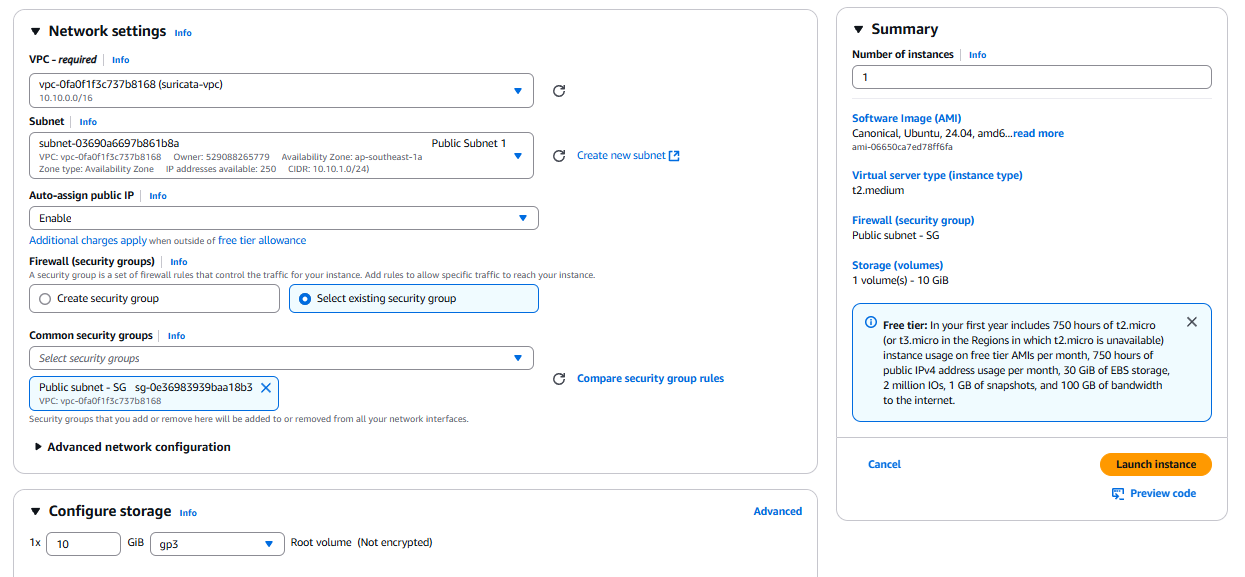 Network settings Info
VPC - required Info
vpc-0fa0f1f3c737b8168 (suricata-vpc)
10.10.0.0/16
Subnet Info
subnet-03690a6697b861b8a Public Subnet 1
VPC: vpc-0fa0f1f3c737b8168 Owner: 529088265779 Availability Zone: ap-southeast-1a
Zone type: Availability Zone IP addresses available: 250 CIDR: 10.10.1.0/24)
Create new subnet
Auto-assign public IP Info
Enable
Additional charges apply when outside of free tier allowance
Firewall (security groups) Info
A security group is a set of firewall rules that control the traffic for your instance. Add rules to allow specific traffic to reach your instance.
Create security group
Select existing security group
Common security groups Info
Select security groups
Public subnet - SG sg-0e36983939baa18b3
VPC: vpc-0fa0f1f3c737b8168
Compare security group rules
Security groups that you add or remove here will be added to or removed from all your network interfaces.
Advanced network configuration
Configure storage Info
Advanced
1x 10 GiB gp3 Root volume (Not encrypted)
Summary
Number of instances Info
1
Software Image (AMI)
Canonical, Ubuntu, 24.04, amd6...read more
ami-06650ca7ed78ff6fa
Virtual server type (instance type)
t2.medium
Firewall (security group)
Public subnet - SG
Storage (volumes)
1 volume(s) - 10 GiB
Free tier: In your first year includes 750 hours of t2.micro
(or t3.micro in the Regions in which t2.micro is unavailable)
instance usage on free tier AMIs per month, 750 hours of
public IPv4 address usage per month, 30 GiB of EBS storage,
2 million IOs, 1 GB of snapshots, and 100 GB of bandwidth
to the internet.
Cancel
Launch instance
Preview code